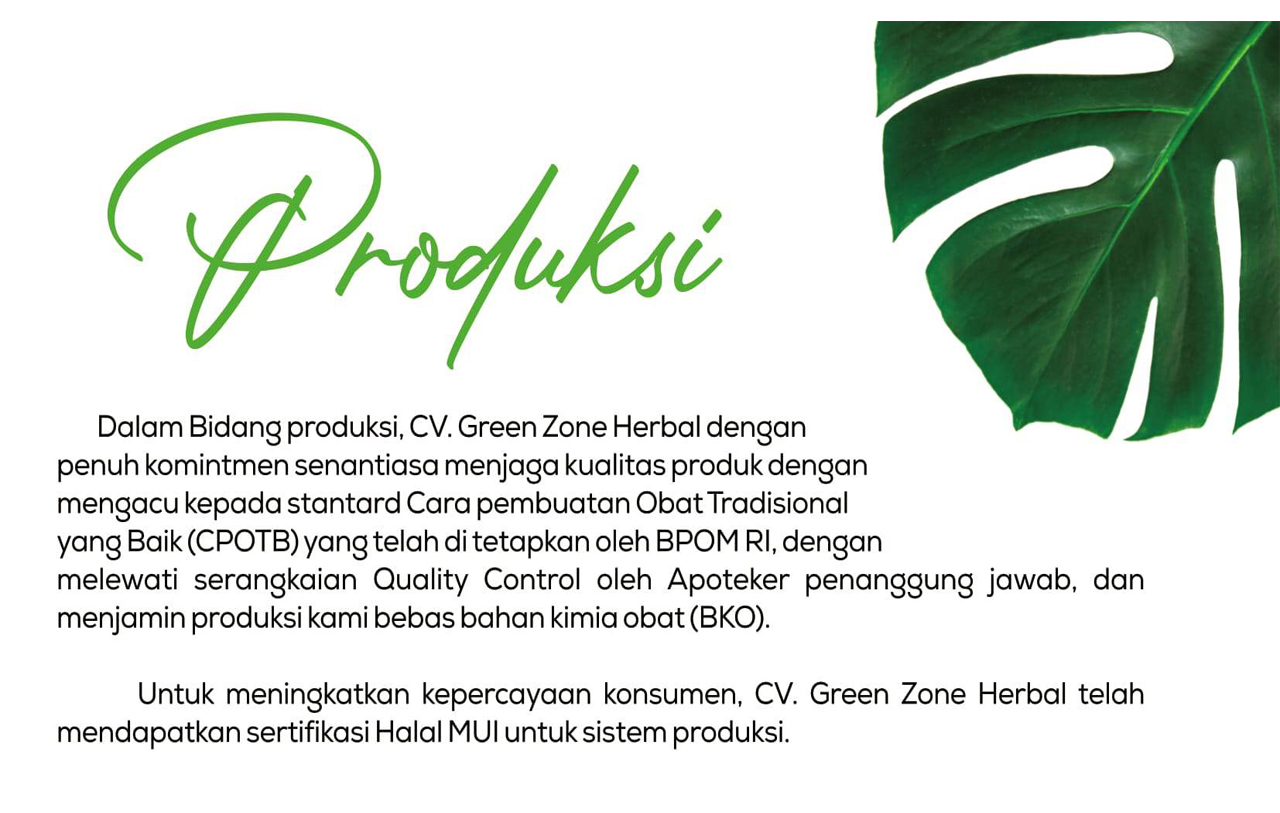 Produksi
Dalam Bidang produksi, CV. Green Zone Herbal dengan
penuh komintmen senantiasa menjaga kualitas produk dengan
mengacu kepada stantard Cara pembuatan Obat Tradisional
yang Baik (CPOTB) yang telah di tetapkan oleh BPOM RI, dengan
melewati serangkaian Quality Control oleh Apoteker penanggung jawab, dan
menjamin produksi kami bebas bahan kimia obat (BKO).
Untuk meningkatkan kepercayaan konsumen, CV. Green Zone Herbal telah
mendapatkan sertifikasi Halal MUI untuk sistem produksi.